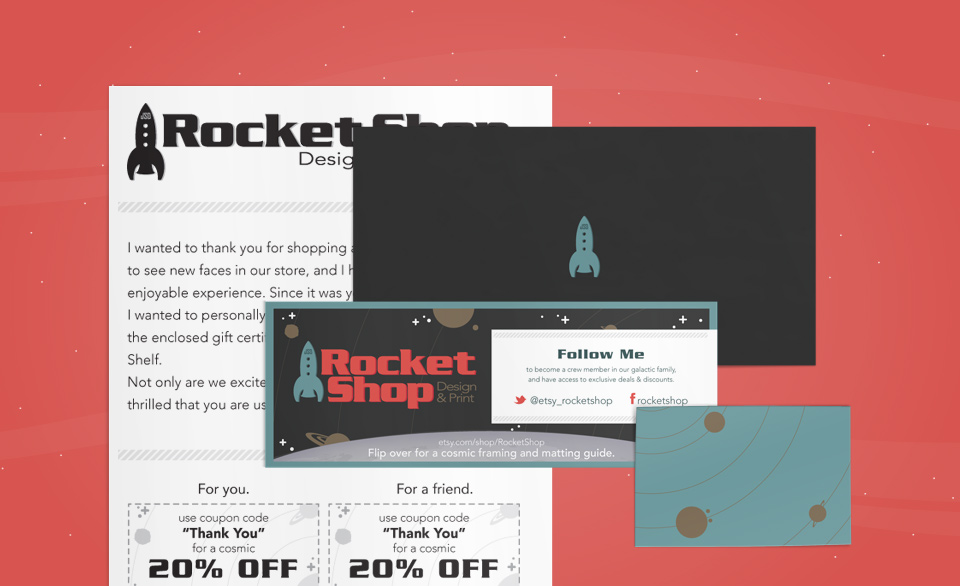 Rocket Shop
Desig
I wanted to thank you for shopping
to see new faces in our store, and I
enjoyable experience. Since it was
I wanted to personally
the enclosed gift certi
Shelf.
Not only are we excite
thrilled that you are us
For you.
use coupon code
“Thank You”
for a cosmic
20% OFF
For a friend.
use coupon code
“Thank You”
for a cosmic
20% OFF
Rocket
Shop
Design
& Print
Follow Me
to become a crew member in our galactic family,
and have access to exclusive deals & discounts.
@etsy_rocketshop
rocketshop
etsy.com/shop/RocketShop
Flip over for a cosmic framing and matting guide.